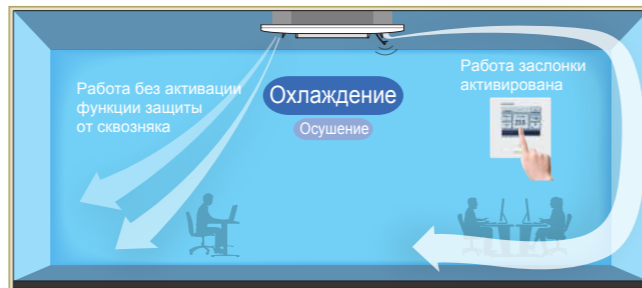 Работа без активации
функции защиты
от сквозняка
Охлаждение
Осушение
Работа заслонки
активирована